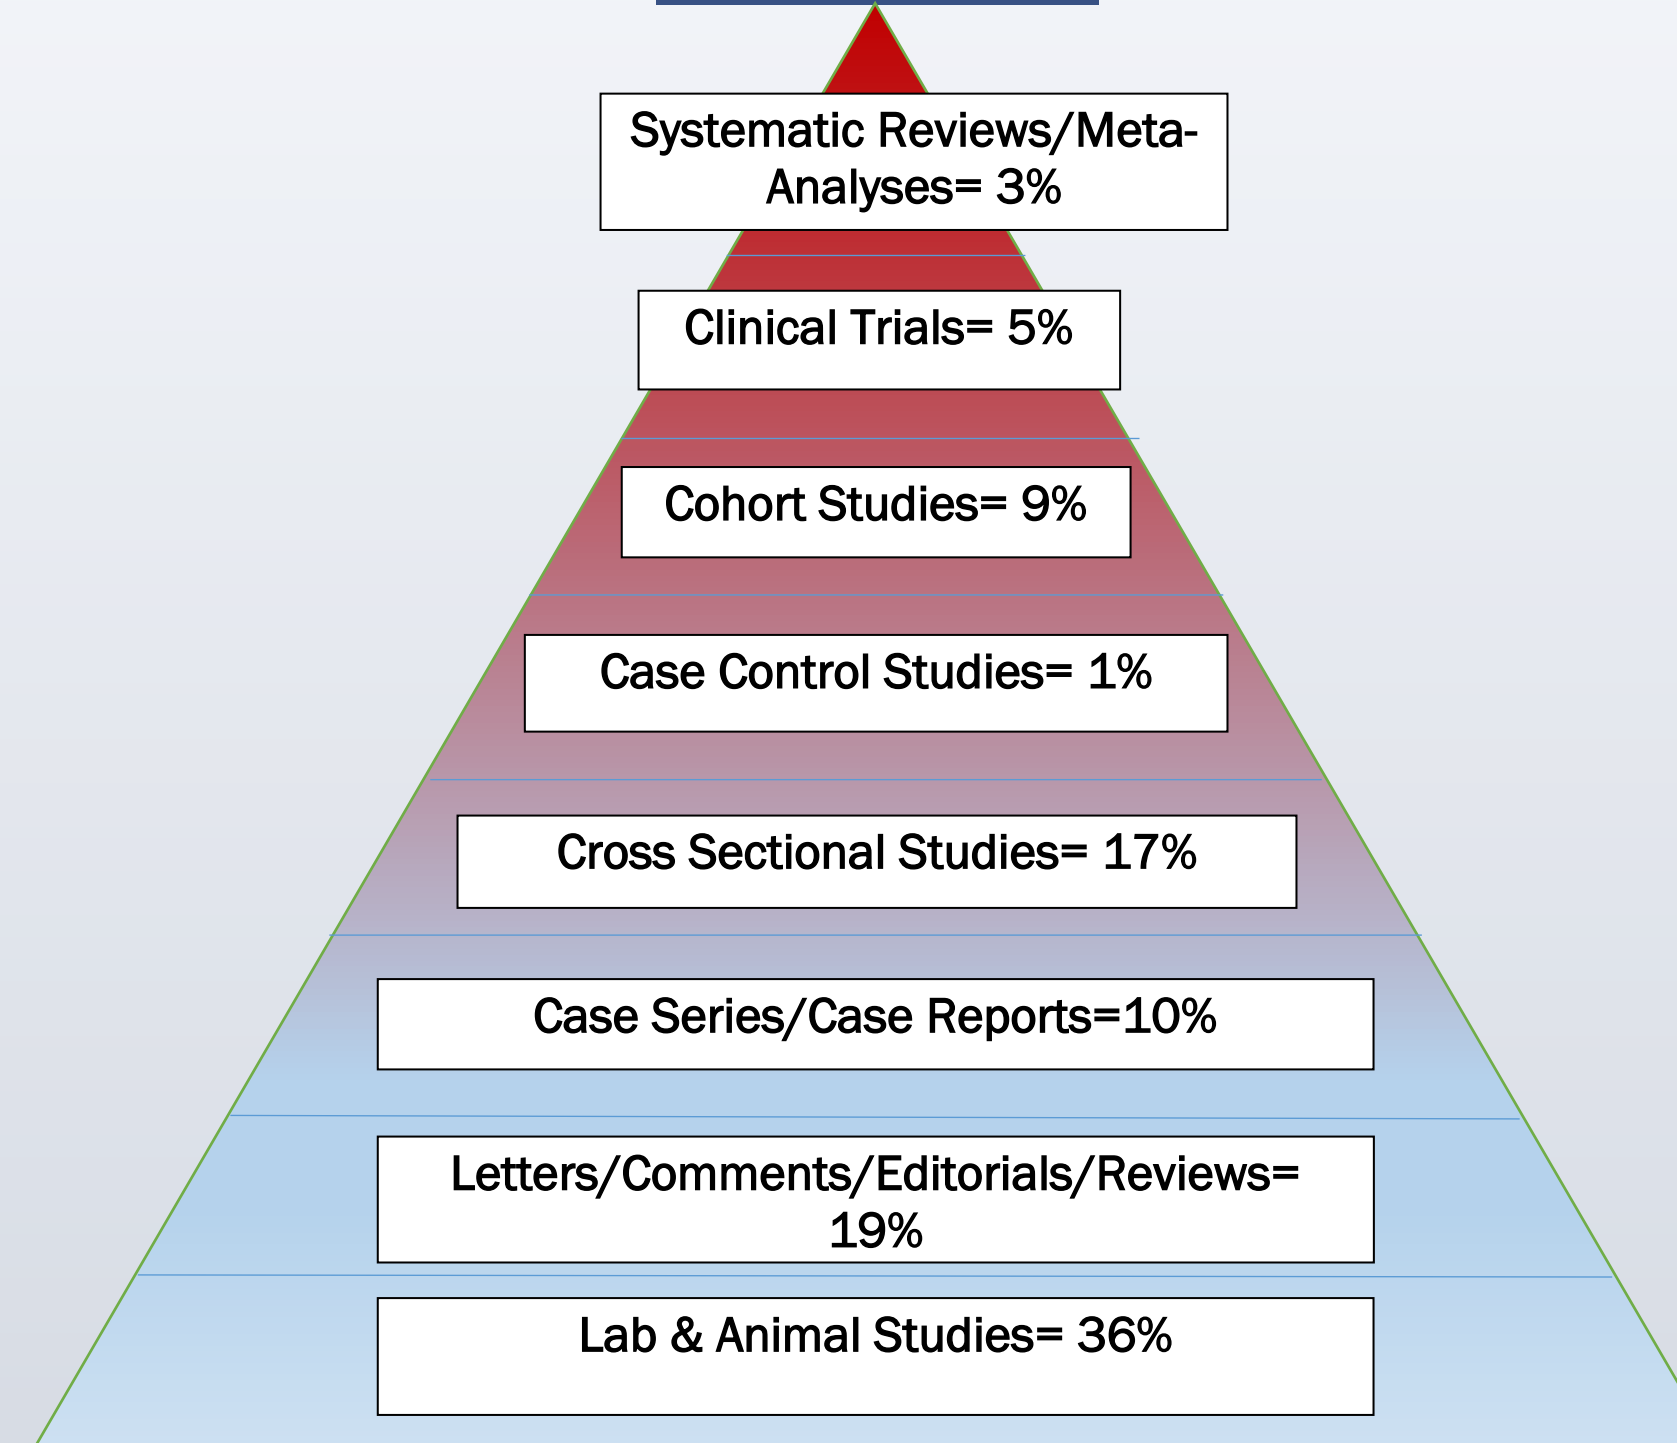 Systematic Reviews/Meta-
Analyses= 3%
Clinical Trials= 5%
Cohort Studies= 9%
Case Control Studies= 1%
Cross Sectional Studies= 17%
Case Series/Case Reports=10%
Letters/Comments/Editorials/Reviews=
19%
Lab & Animal Studies= 36%